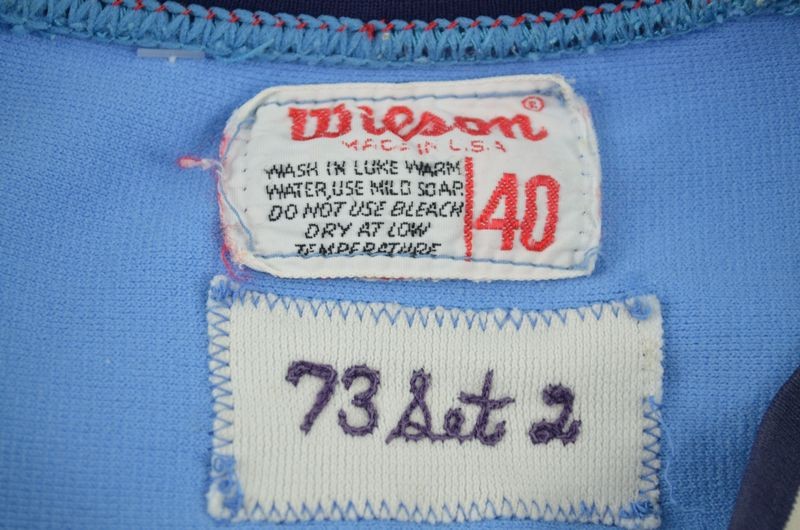 Wilson ®
MADE IN U.S.A
WASH IN LUKE WARM
WATER, USE MILD SOAP
DO NOT USE BLEACH
DRY AT LOW
TEMPERATURE
40
73 Set 2